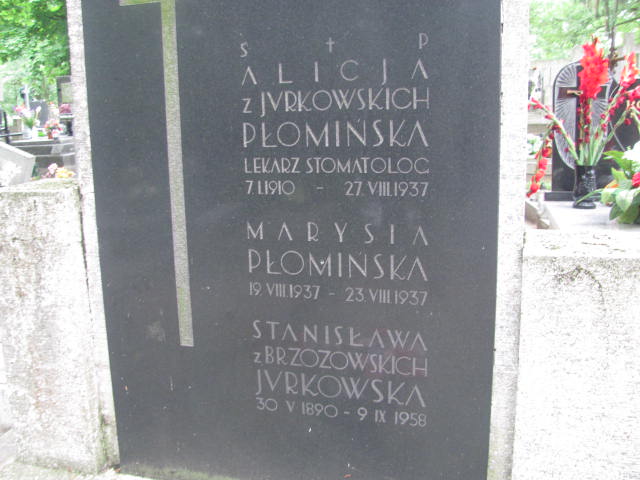 Ś † P
ALICJA
z JVRKOWSKICH
PŁOMIŃSKA
LEKARZ STOMATOLOG
7.I.1910 - 27.VIII.1937
MARYSIA
PŁOMIŃSKA
19.VIII.1937 - 23.VIII.1937
STANISŁAWA
z BRZOZOWSKICH
JVRKOWSKA
30 V 1890 - 9 IX 1958